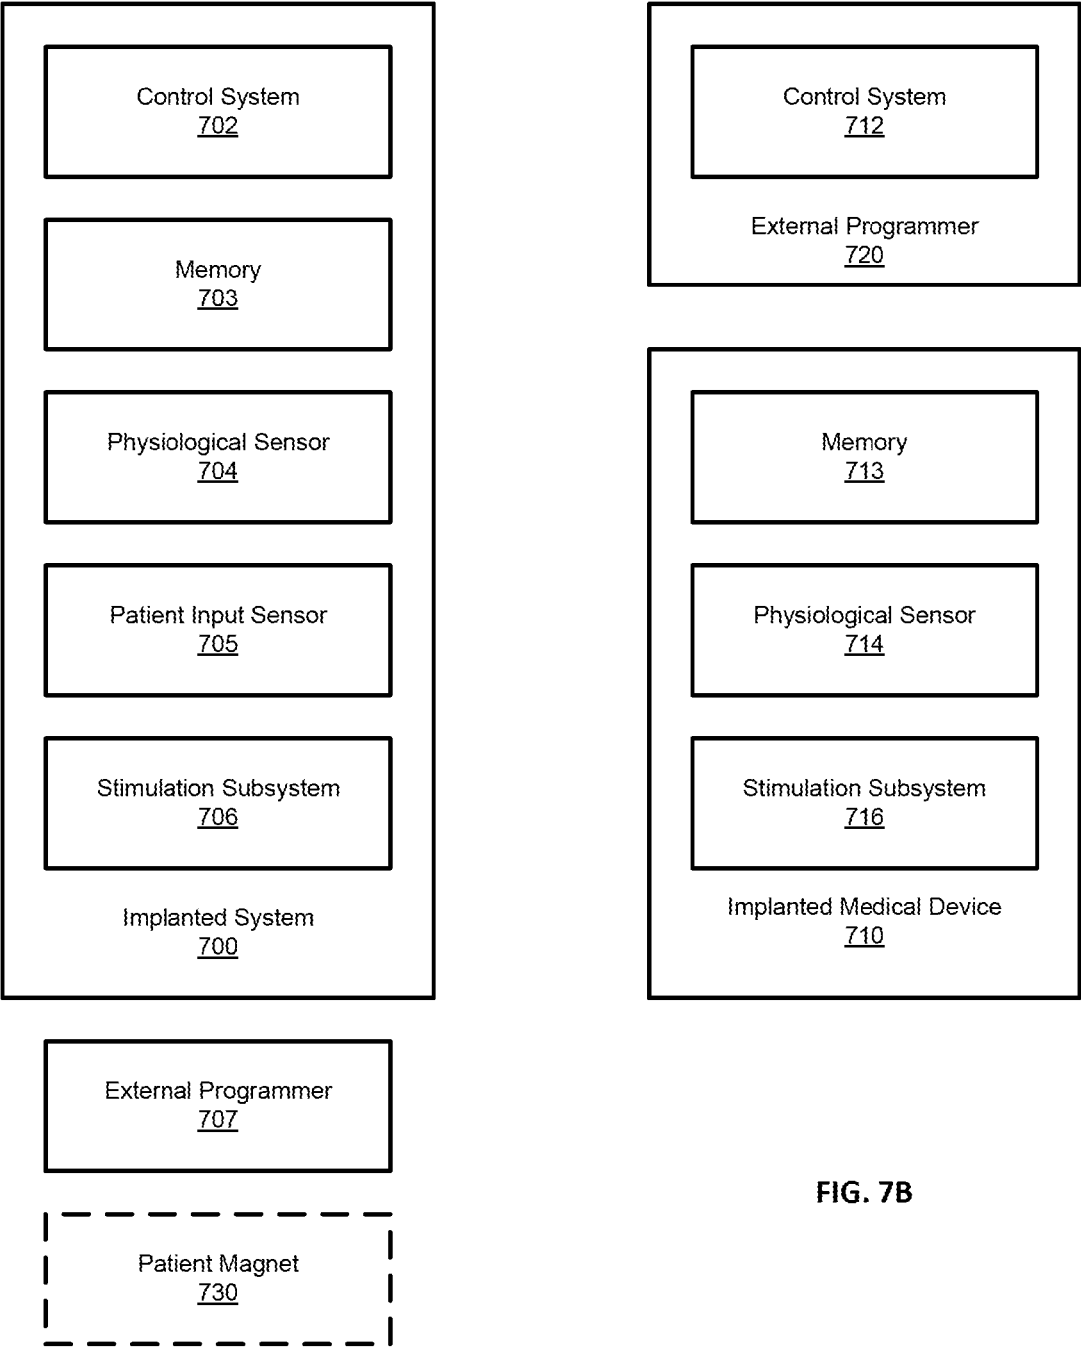 Control System
702
Memory
703
Physiological Sensor
704
Patient Input Sensor
705
Stimulation Subsystem
706
Implanted System
700
External Programmer
707
Patient Magnet
730
Control System
712
External Programmer
720
Memory
713
Physiological Sensor
714
Stimulation Subsystem
716
Implanted Medical Device
710
FIG. 7B